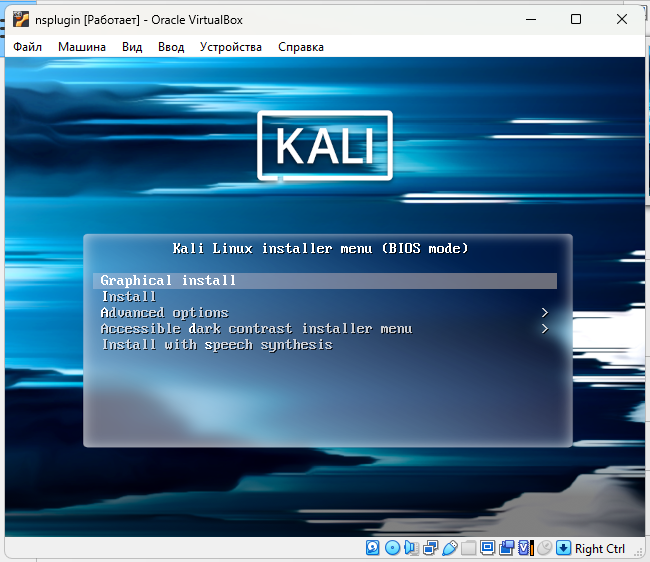 nsplugin [Работает] - Oracle VirtualBox
Файл Машина Вид Ввод Устройства Справка
KALI
Kali Linux installer menu (BIOS mode)
Graphical install
Install
Advanced options >
Accessible dark contrast installer menu >
Install with speech synthesis
Right Ctrl